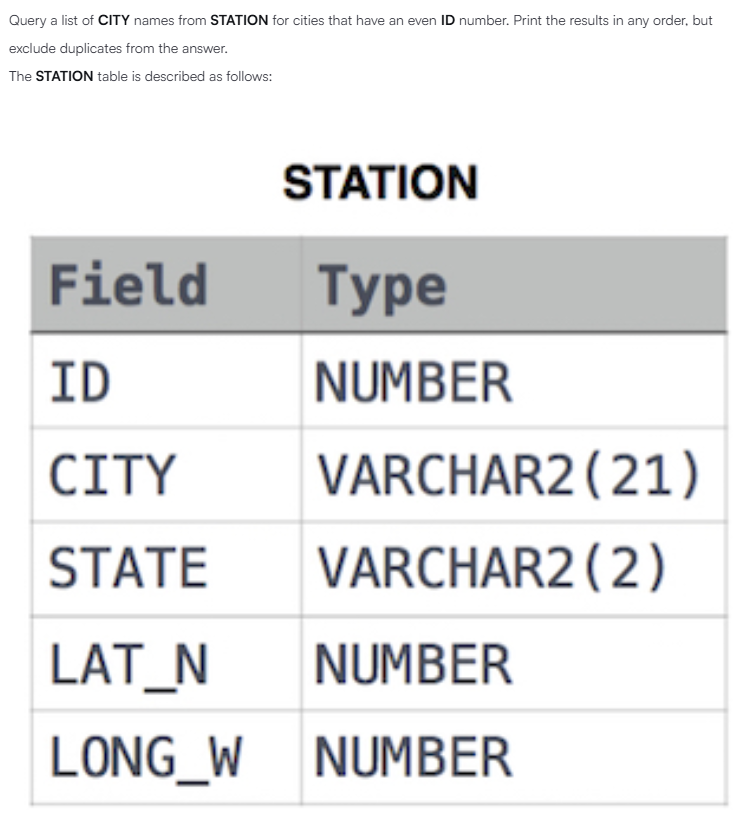 Query a list of CITY names from STATION for cities that have an even ID number. Print the results in any order, but
exclude duplicates from the answer.
The STATION table is described as follows:
STATION
Field Type
ID NUMBER
CITY VARCHAR2(21)
STATE VARCHAR2(2)
LAT_N NUMBER
LONG_W NUMBER